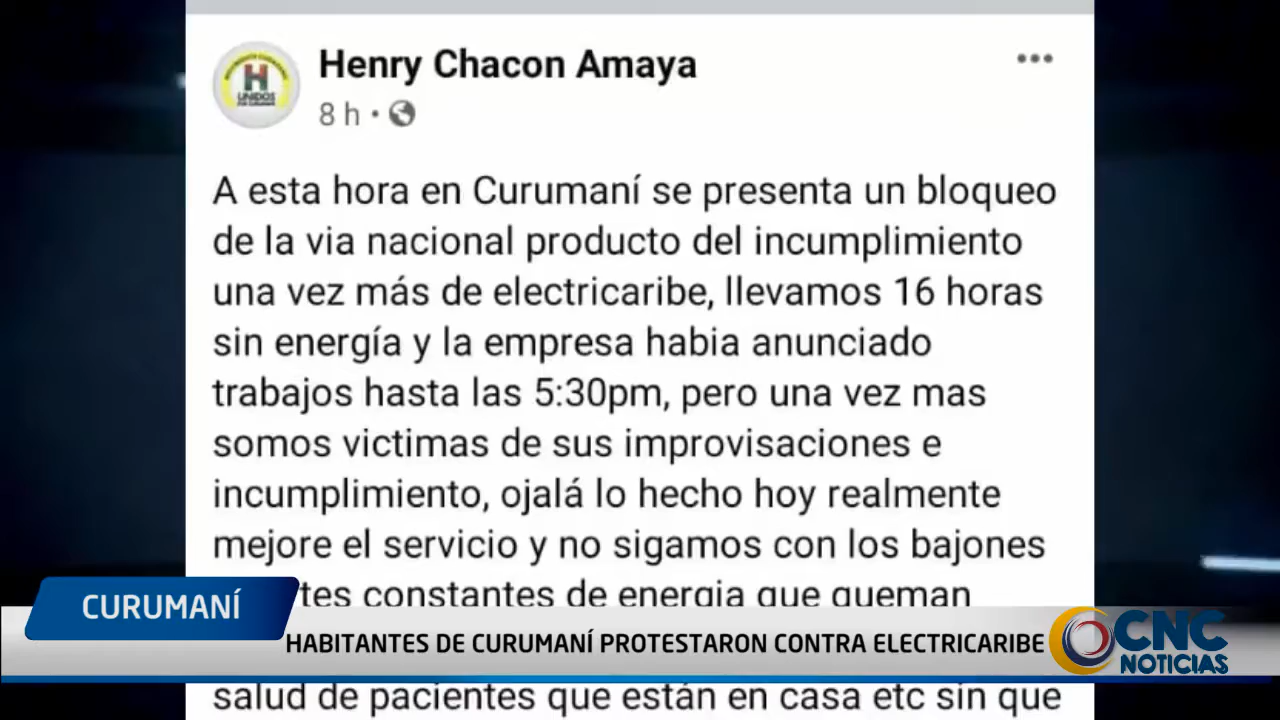 Henry Chacon Amaya
8 h
H
UNIDOS
A esta hora en Curumaní se presenta un bloqueo
de la via nacional producto del incumplimiento
una vez más de electricaribe, llevamos 16 horas
sin energía y la empresa habia anunciado
trabajos hasta las 5:30pm, pero una vez mas
somos victimas de sus improvisaciones e
incumplimiento, ojalá lo hecho hoy realmente
mejore el servicio y no sigamos con los bajones
constantes de energia que queman
CURUMANÍ
HABITANTES DE CURUMANÍ PROTESTARON CONTRA ELECTRICARIBE
CNC
NOTICIAS
salud de pacientes que están en casa etc sin que